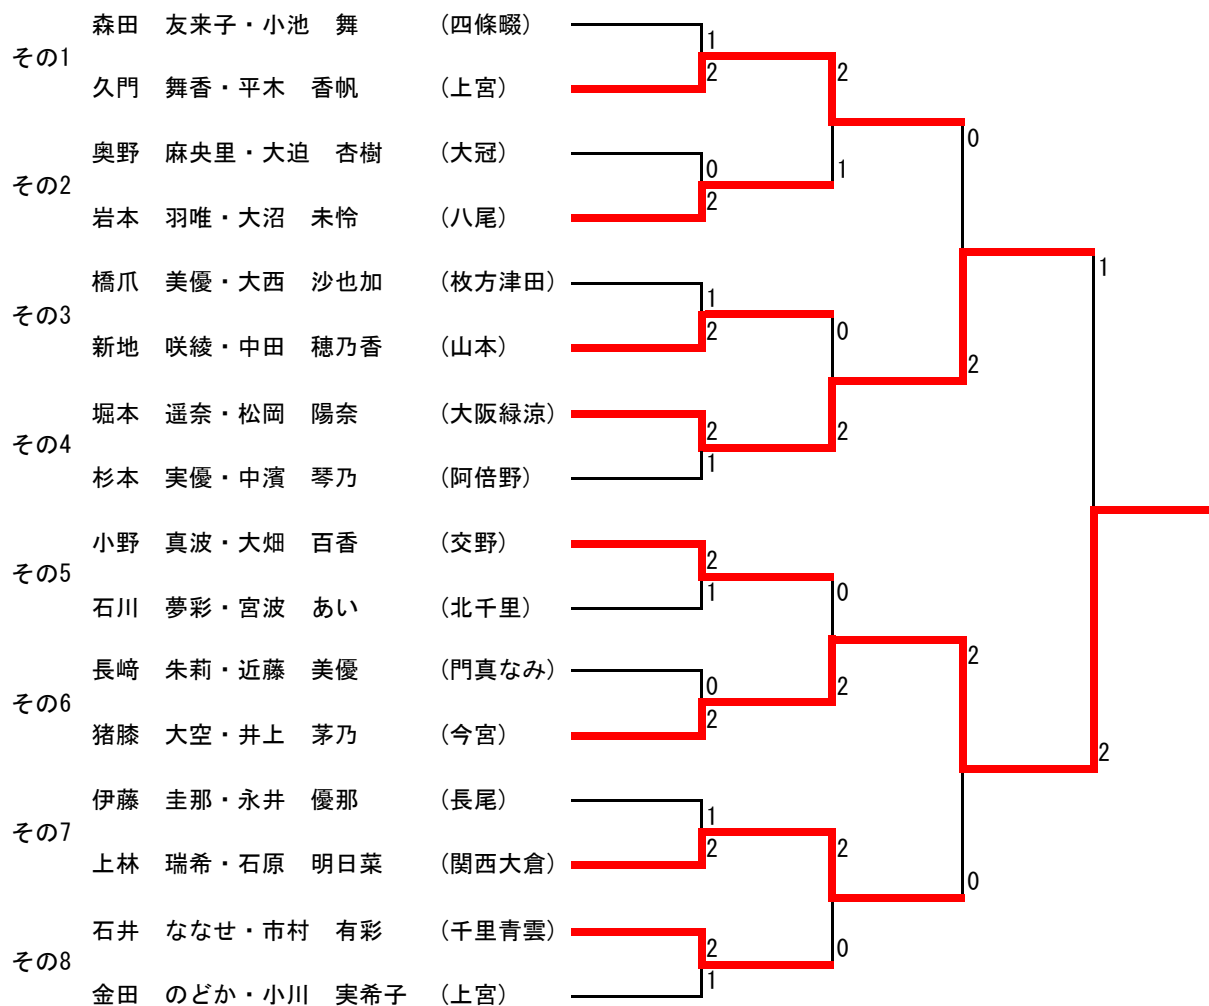 森田　友来子・小池　舞　（四條畷）
1
その1
2 2
久門　舞香・平木　香帆　（上宮）
0
奥野　麻央里・大迫　杏樹　（大冠）
0 1
その2
2
岩本　羽唯・大沼　未怜　（八尾）
1
橋爪　美優・大西　沙也加　（枚方津田）
1
その3
2 0
新地　咲綾・中田　穂乃香　（山本）
2
堀本　遥奈・松岡　陽奈　（大阪緑涼）
2 2
その4
1
杉本　実優・中濱　琴乃　（阿倍野）
小野　真波・大畑　百香　（交野）
2
その5
1 0
石川　夢彩・宮波　あい　（北千里）
2
長﨑　朱莉・近藤　美優　（門真なみ）
0 2
その6
2
猪膝　大空・井上　茅乃　（今宮）
2
伊藤　圭那・永井　優那　（長尾）
1
その7
2 2
上林　瑞希・石原　明日菜　（関西大倉）
0
石井　ななせ・市村　有彩　（千里青雲）
2 0
その8
1
金田　のどか・小川　実希子　（上宮）